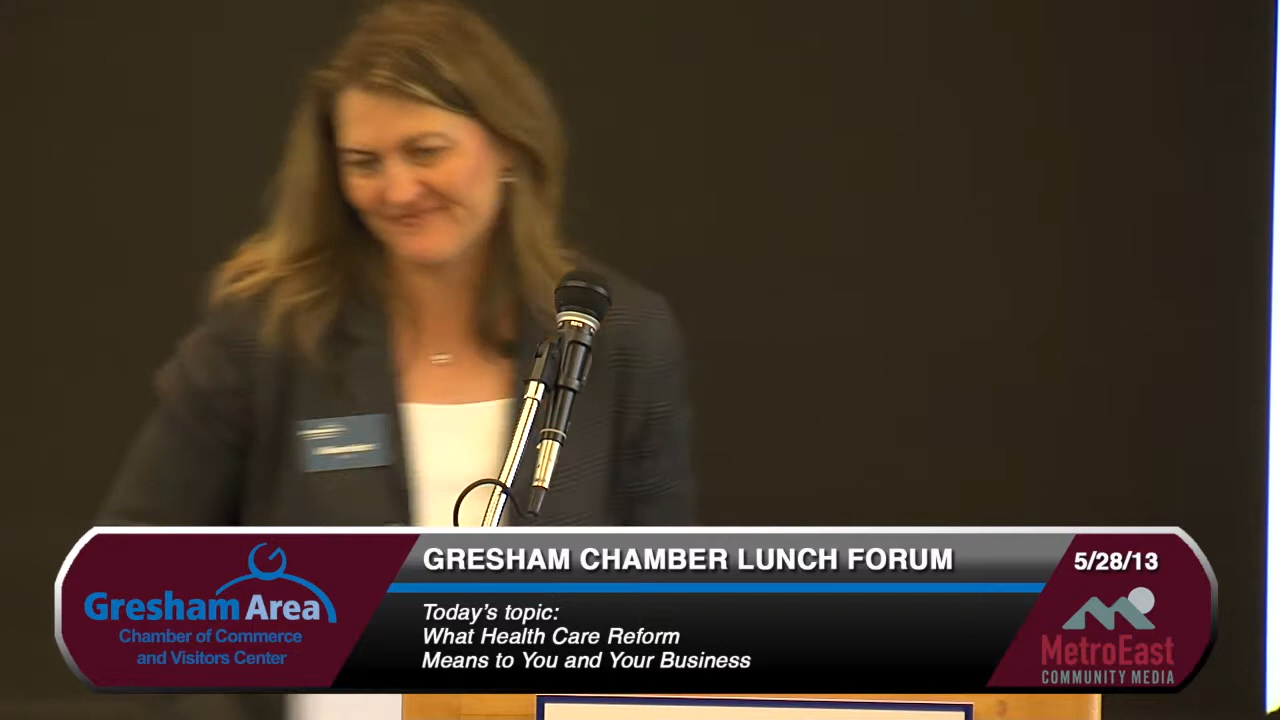 GRESHAM CHAMBER LUNCH FORUM
5/28/13
Gresham Area
Chamber of Commerce
and Visitors Center
Today's topic:
What Health Care Reform
Means to You and Your Business
MetroEast
COMMUNITY MEDIA